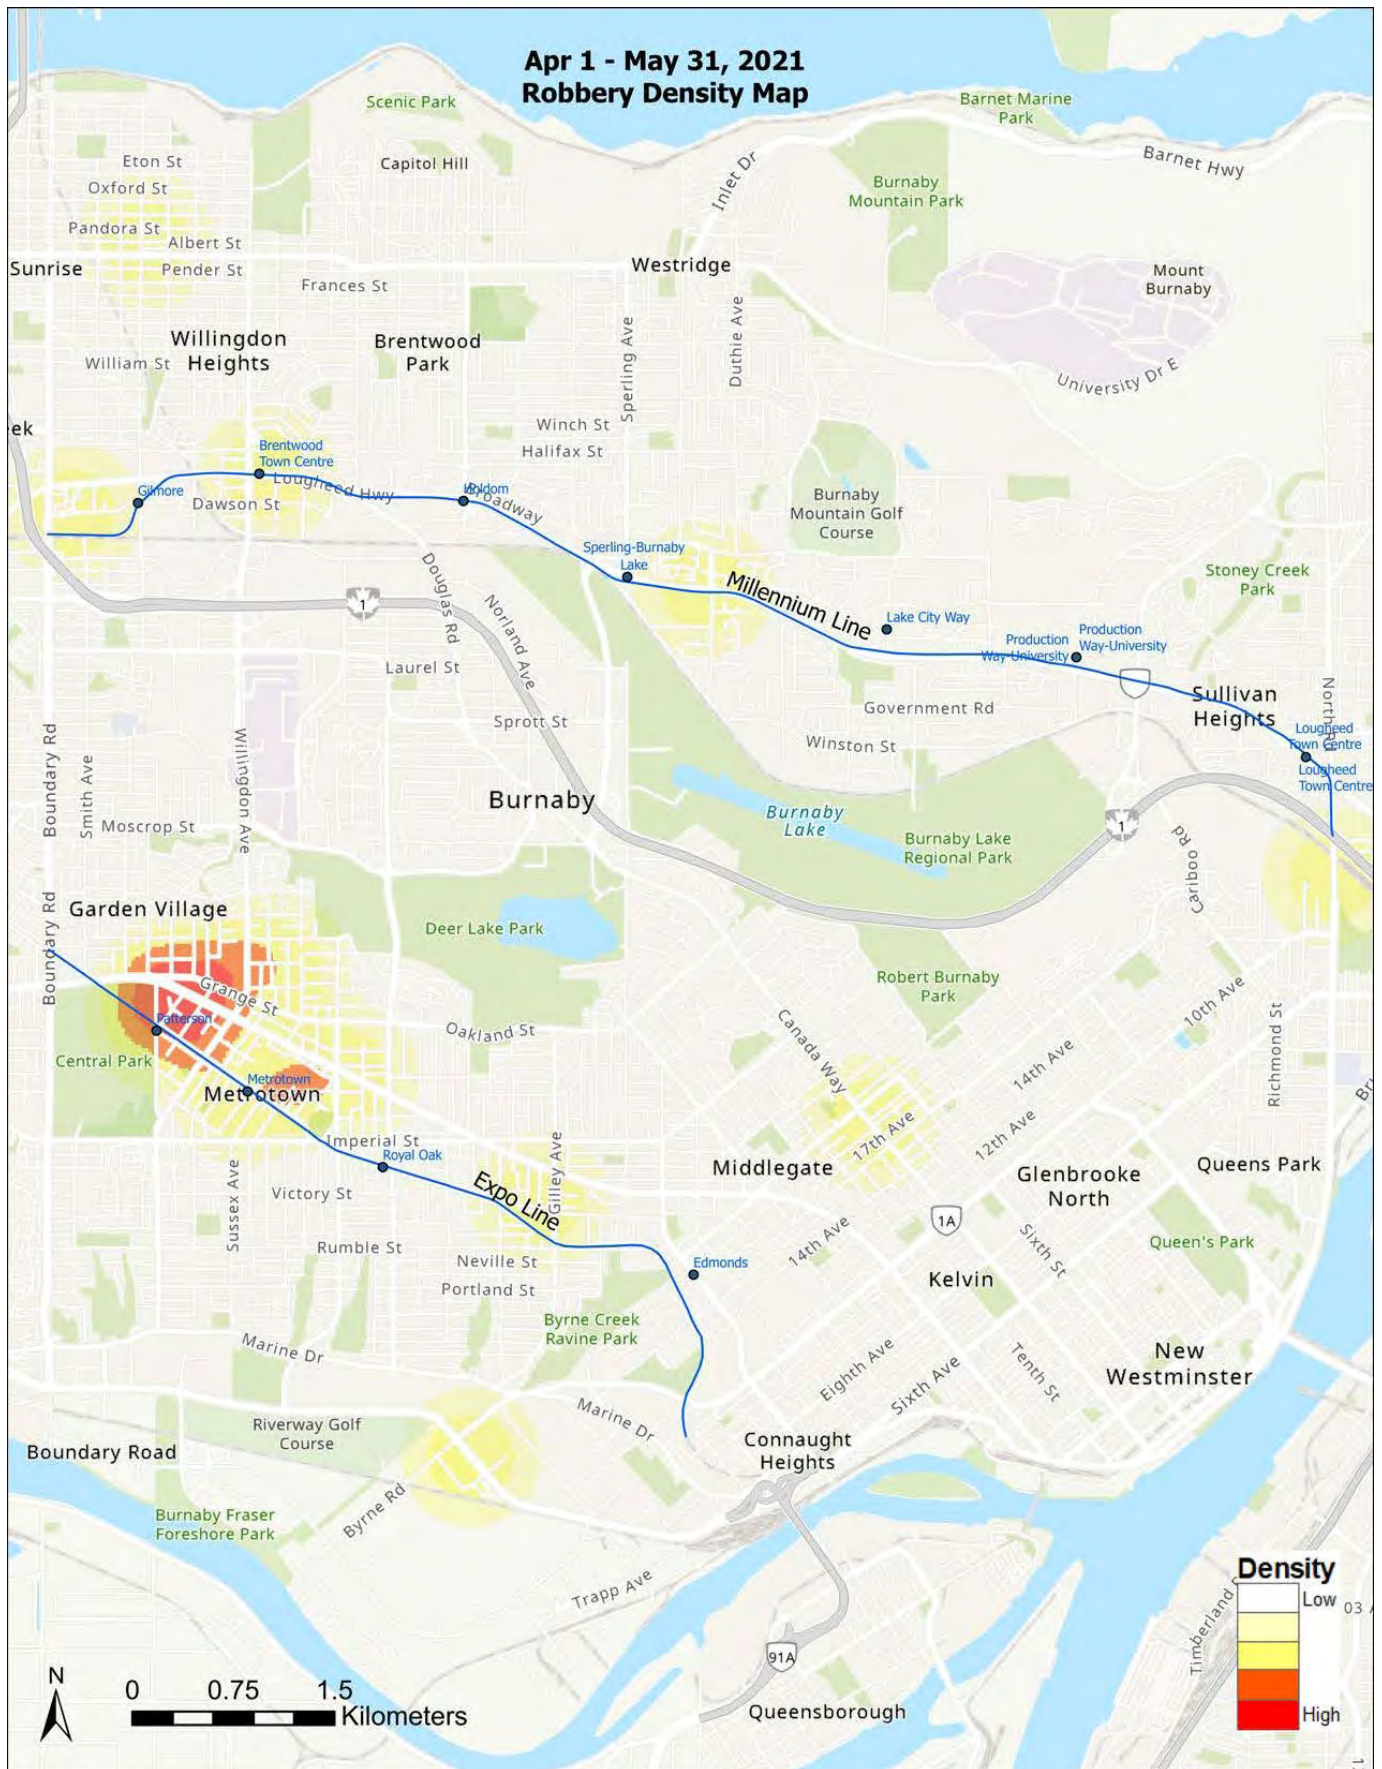 Apr 1 - May 31, 2021
Robbery Density Map
Scenic Park
Barnet Marine
Park
Eton St
Capitol Hill
Inlet Dr
Barnet Hwy
Oxford St
Burnaby
Mountain Park
Pandora St
Albert St
Sunrise
Pender St
Westridge
Mount
Burnaby
Frances St
Willingdon
Heights
Brentwood
Park
Sperling Ave
Duthie Ave
William St
University Dr E
Winch St
eek
Halifax St
Brentwood
Town Centre
Gilmore
Lougheed Hwy
Holdom
Broadway
Dawson St
Burnaby
Mountain Golf
Course
Sperling-Burnaby
Lake
Millennium Line
Stoney Creek
Park
1
Douglas Rd
Norland Ave
Lake City Way
Production
Way-University
Production
Way-University
Laurel St
Sullivan
Heights
North Rd
Government Rd
Sprott St
Winston St
Lougheed
Town Centre
Lougheed
Town Centre
Boundary Rd
Smith Ave
Willingdon Ave
Moscrop St
Burnaby
Burnaby
Lake
Burnaby Lake
Regional Park
1
Cariboo Rd
Garden Village
Boundary Rd
Deer Lake Park
Robert Burnaby
Park
Grange St
10th Ave
Patterson
Oakland St
Canada Way
Richmond St
Central Park
14th Ave
Metrotown
Metrotown
17th Ave
12th Ave
Imperial St
Royal Oak
Gilley Ave
Middlegate
Glenbrooke
North
Queens Park
Sussex Ave
Victory St
Expo Line
1A
Sixth St
Rumble St
14th Ave
Queen's Park
Neville St
Edmonds
Kelvin
Portland St
Byrne Creek
Ravine Park
Marine Dr
Eighth Ave
Tenth St
New
Westminster
Sixth Ave
Riverway Golf
Course
Marine Dr
Boundary Road
Connaught
Heights
Byrne Rd
Burnaby Fraser
Foreshore Park
Trapp Ave
Timberland
Density
Low
High
03 A
91A
Queensborough
N
0 0.75 1.5
Kilometers